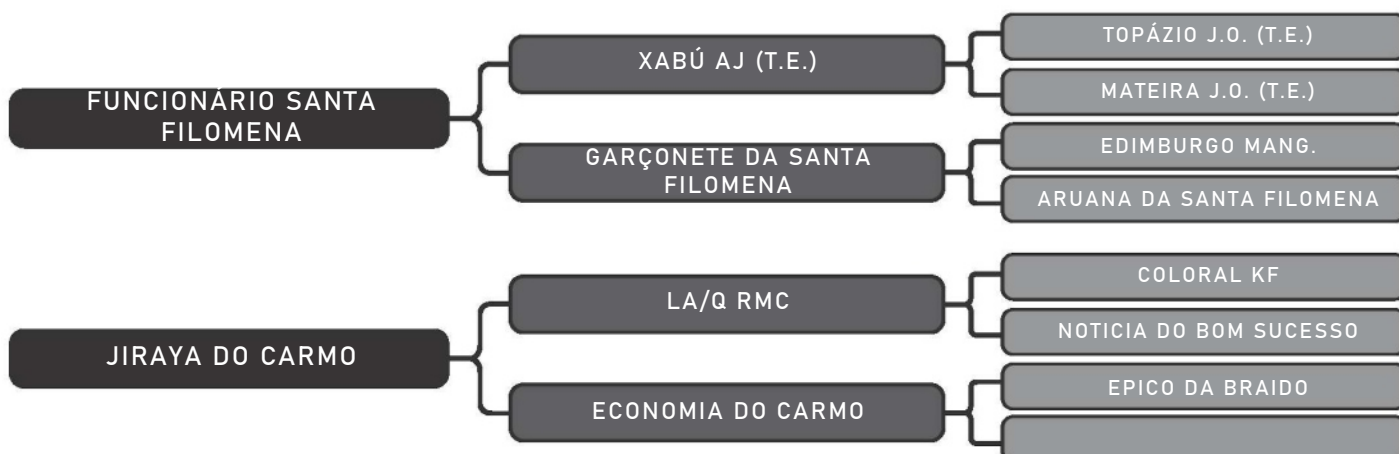 XABÚ AJ (T.E.)
TOPÁZIO J.O. (T.E.)
MATEIRA J.O. (T.E.)
FUNCIONÁRIO SANTA
FILOMENA
GARÇONETE DA SANTA
FILOMENA
EDIMBURGO MANG.
ARUANA DA SANTA FILOMENA
LA/Q RMC
COLORAL KF
NOTICIA DO BOM SUCESSO
JIRAYA DO CARMO
ECONOMIA DO CARMO
EPICO DA BRAIDO